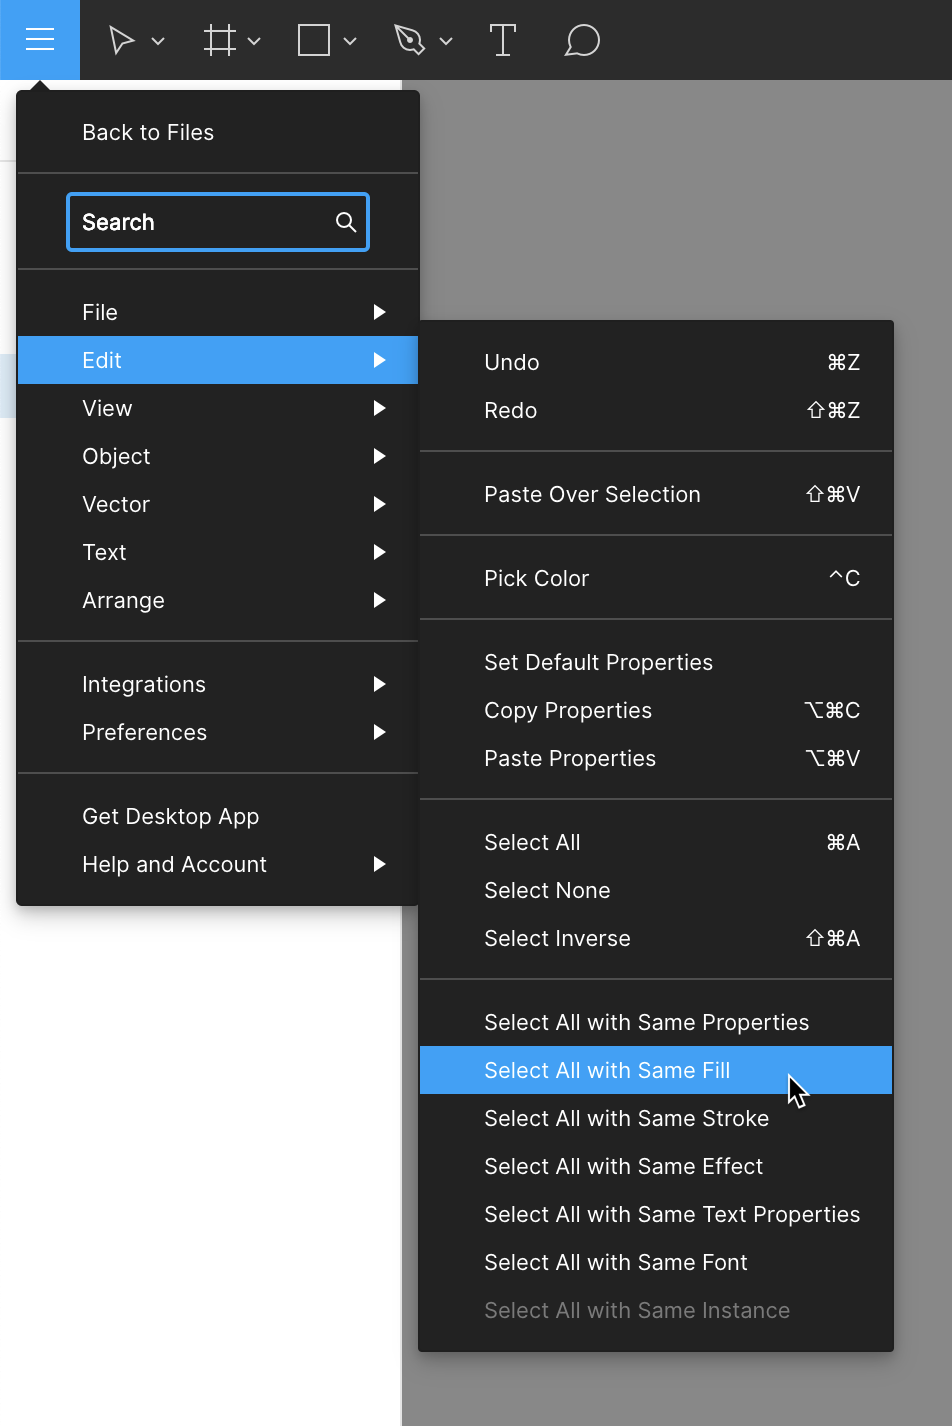 Back to Files
Search
File
Edit
View
Object
Vector
Text
Arrange
Integrations
Preferences
Get Desktop App
Help and Account
Undo ⌘Z
Redo ⇧⌘Z
Paste Over Selection ⇧⌘V
Pick Color ^C
Set Default Properties
Copy Properties ⌥⌘C
Paste Properties ⌥⌘V
Select All ⌘A
Select None
Select Inverse ⇧⌘A
Select All with Same Properties
Select All with Same Fill
Select All with Same Stroke
Select All with Same Effect
Select All with Same Text Properties
Select All with Same Font
Select All with Same Instance